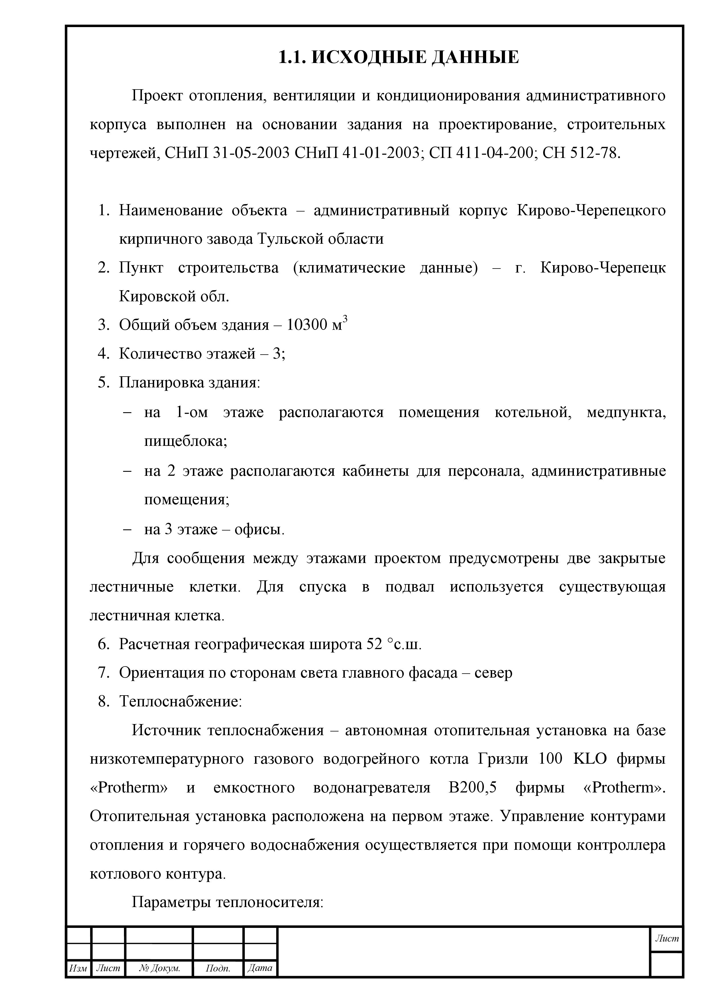 1.1. ИСХОДНЫЕ ДАННЫЕ
Проект отопления, вентиляции и кондиционирования административного
корпуса выполнен на основании задания на проектирование, строительных
чертежей, СНиП 31-05-2003 СНиП 41-01-2003; СП 411-04-200; СН 512-78.
1. Наименование объекта – административный корпус Кирово-Черепецкого
кирпичного завода Тульской области
2. Пункт строительства (климатические данные) – г. Кирово-Черепецк
Кировской обл.
3. Общий объем здания – 10300 м³
4. Количество этажей – 3;
5. Планировка здания:
– на 1-ом этаже располагаются помещения котельной, медпункта,
пищеблока;
– на 2 этаже располагаются кабинеты для персонала, административные
помещения;
– на 3 этаже – офисы.
Для сообщения между этажами проектом предусмотрены две закрытые
лестничные клетки. Для спуска в подвал используется существующая
лестничная клетка.
6. Расчетная географическая широта 52 °с.ш.
7. Ориентация по сторонам света главного фасада – север
8. Теплоснабжение:
Источник теплоснабжения – автономная отопительная установка на базе
низкотемпературного газового водогрейного котла Гризли 100 KLO фирмы
«Protherm» и емкостного водонагревателя В200,5 фирмы «Protherm».
Отопительная установка расположена на первом этаже. Управление контурами
отопления и горячего водоснабжения осуществляется при помощи контроллера
котлового контура.
Параметры теплоносителя:
Лист
Изм Лист № Докум. Подп. Дата